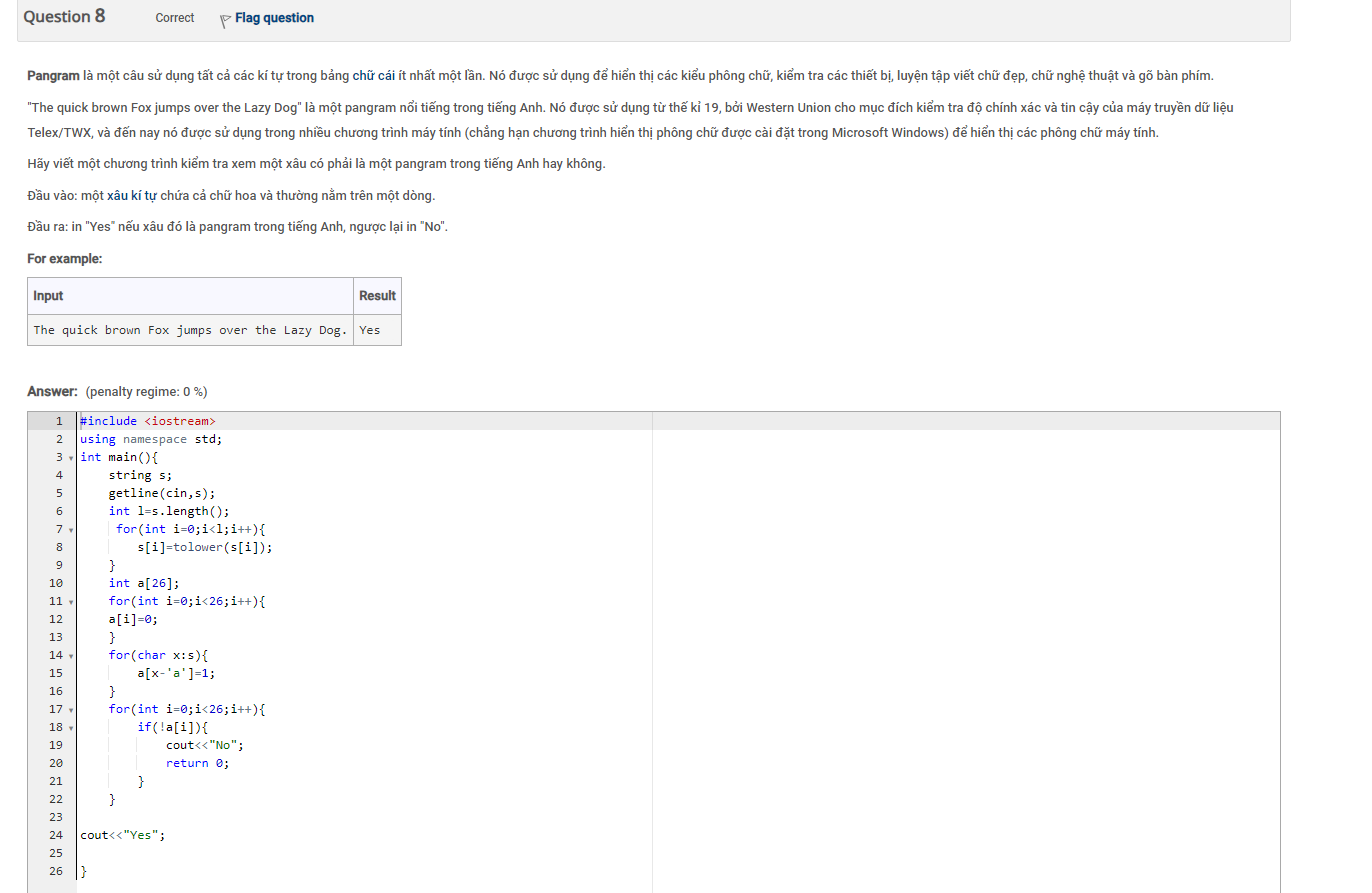 Question 8 Correct Flag question
Pangram là một câu sử dụng tất cả các kí tự trong bảng chữ cái ít nhất một lần. Nó được sử dụng để hiển thị các kiểu phông chữ, kiểm tra các thiết bị, luyện tập viết chữ đẹp, chữ nghệ thuật và gõ bàn phím.
"The quick brown Fox jumps over the Lazy Dog" là một pangram nổi tiếng trong tiếng Anh. Nó được sử dụng từ thế kỉ 19, bởi Western Union cho mục đích kiểm tra độ chính xác và tin cậy của máy truyền dữ liệu
Telex/TWX, và đến nay nó được sử dụng trong nhiều chương trình máy tính (chẳng hạn chương trình hiển thị phông chữ được cài đặt trong Microsoft Windows) để hiển thị các phông chữ máy tính.
Hãy viết một chương trình kiểm tra xem một xâu có phải là một pangram trong tiếng Anh hay không.
Đầu vào: một xâu kí tự chứa cả chữ hoa và thường nằm trên một dòng.
Đầu ra: in "Yes" nếu xâu đó là pangram trong tiếng Anh, ngược lại in "No".
For example:
Input Result
The quick brown Fox jumps over the Lazy Dog. Yes
Answer: (penalty regime: 0 %)
1 #include <iostream>
2 using namespace std;
3 int main(){
4     string s;
5     getline(cin,s);
6     int l=s.length();
7      for(int i=0;i<l;i++){
8         s[i]=tolower(s[i]);
9     }
10     int a[26];
11     for(int i=0;i<26;i++){
12     a[i]=0;
13     }
14     for(char x:s){
15         a[x-'a']=1;
16     }
17     for(int i=0;i<26;i++){
18         if(!a[i]){
19             cout<<"No";
20             return 0;
21         }
22     }
23
24 cout<<"Yes";
25
26 }